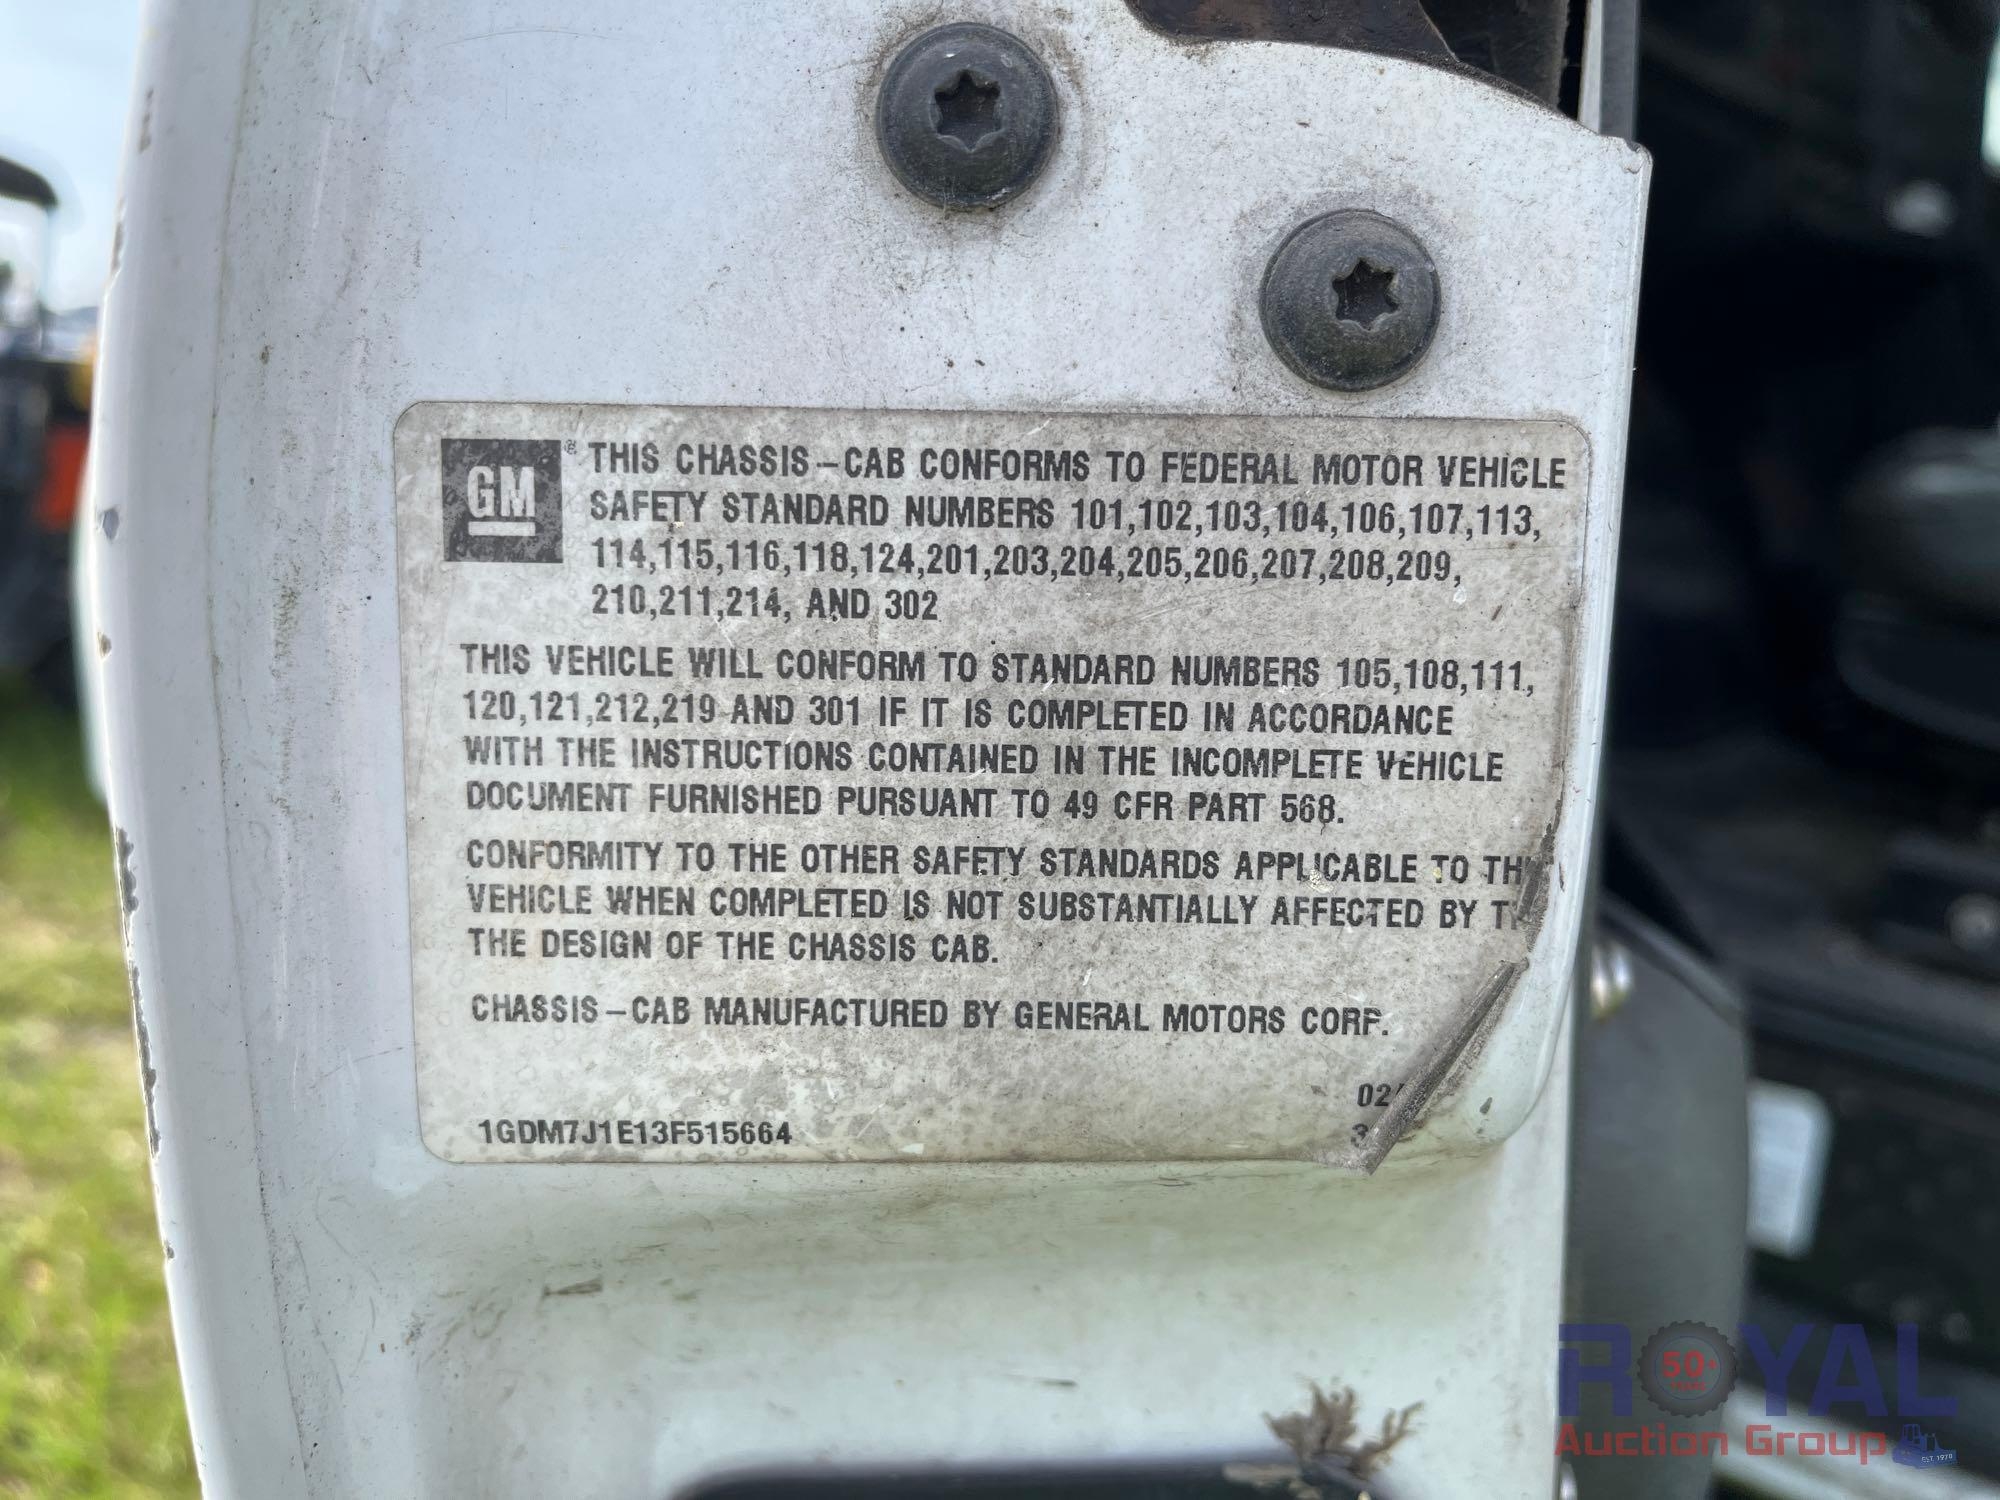 GM
THIS CHASSIS-CAB CONFORMS TO FEDERAL MOTOR VEHICLE
SAFETY STANDARD NUMBERS 101,102,103,104,106,107,113,
114,115,116,118,124,201,203,204,205,206,207,208,209,
210,211,214, AND 302
THIS VEHICLE WILL CONFORM TO STANDARD NUMBERS 105,108,111,
120,121,212,219 AND 301 IF IT IS COMPLETED IN ACCORDANCE
WITH THE INSTRUCTIONS CONTAINED IN THE INCOMPLETE VEHICLE
DOCUMENT FURNISHED PURSUANT TO 49 CFR PART 568.
CONFORMITY TO THE OTHER SAFETY STANDARDS APPLICABLE TO
VEHICLE WHEN COMPLETED IS NOT SUBSTANTIALLY AFFECTED BY
THE DESIGN OF THE CHASSIS CAB.
CHASSIS-CAB MANUFACTURED BY GENERAL MOTORS CORP.
02
1GDM7J1E13F515664
ROYAL
50+
YEARS
Auction Group
EST. 1970